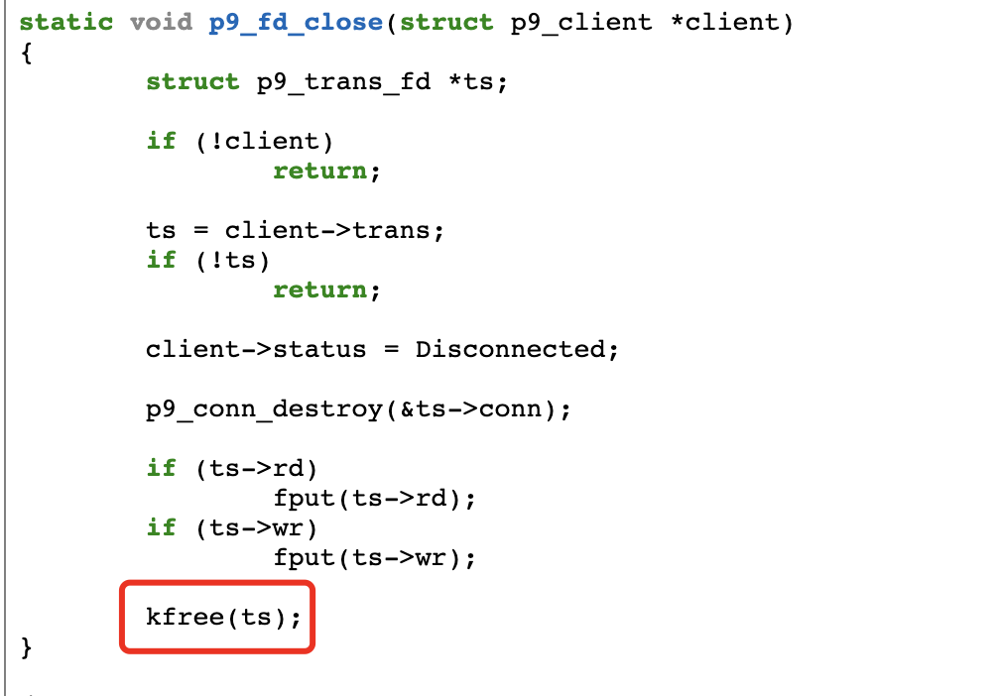 static void p9_fd_close(struct p9_client *client)
{
        struct p9_trans_fd *ts;
        if (!client)
                return;
        ts = client->trans;
        if (!ts)
                return;
        client->status = Disconnected;
        p9_conn_destroy(&ts->conn);
        if (ts->rd)
                fput(ts->rd);
        if (ts->wr)
                fput(ts->wr);
        kfree(ts);
}